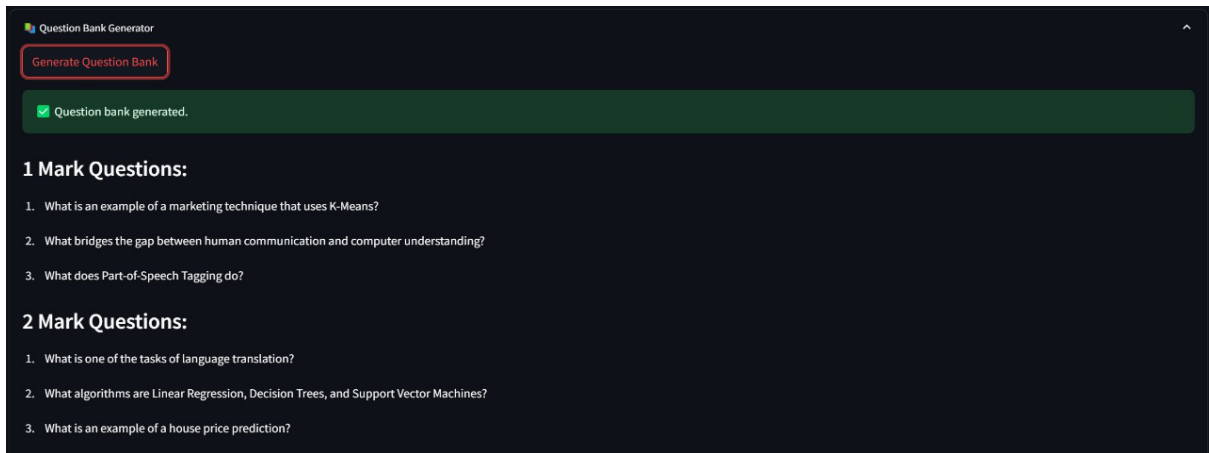 Question Bank Generator
Generate Question Bank
Question bank generated.
1 Mark Questions:
1. What is an example of a marketing technique that uses K-Means?
2. What bridges the gap between human communication and computer understanding?
3. What does Part-of-Speech Tagging do?
2 Mark Questions:
1. What is one of the tasks of language translation?
2. What algorithms are Linear Regression, Decision Trees, and Support Vector Machines?
3. What is an example of a house price prediction?